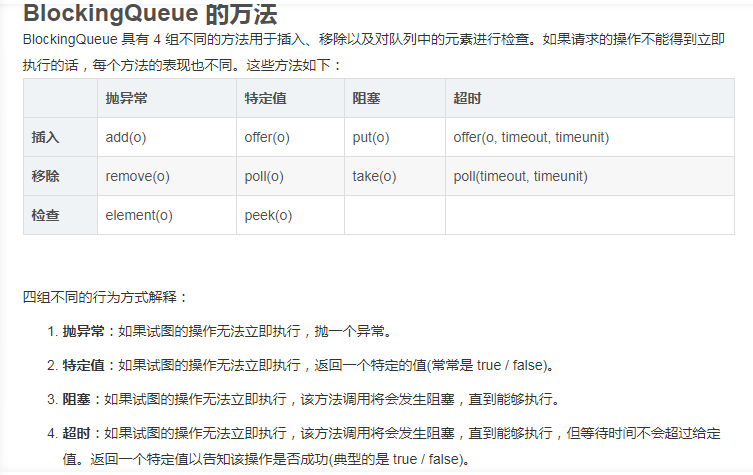 BlockingQueue 的方法
BlockingQueue 具有 4 组不同的方法用于插入、移除以及对队列中的元素进行检查。如果请求的操作不能得到立即
执行的话，每个方法的表现也不同。这些方法如下：
抛异常 特定值 阻塞 超时
插入 add(o) offer(o) put(o) offer(o, timeout, timeunit)
移除 remove(o) poll(o) take(o) poll(timeout, timeunit)
检查 element(o) peek(o)
四组不同的行为方式解释：
1. 抛异常：如果试图的操作无法立即执行，抛一个异常。
2. 特定值：如果试图的操作无法立即执行，返回一个特定的值(常常是 true / false)。
3. 阻塞：如果试图的操作无法立即执行，该方法调用将会发生阻塞，直到能够执行。
4. 超时：如果试图的操作无法立即执行，该方法调用将会发生阻塞，直到能够执行，但等待时间不会超过给定
值。返回一个特定值以告知该操作是否成功(典型的是 true / false)。